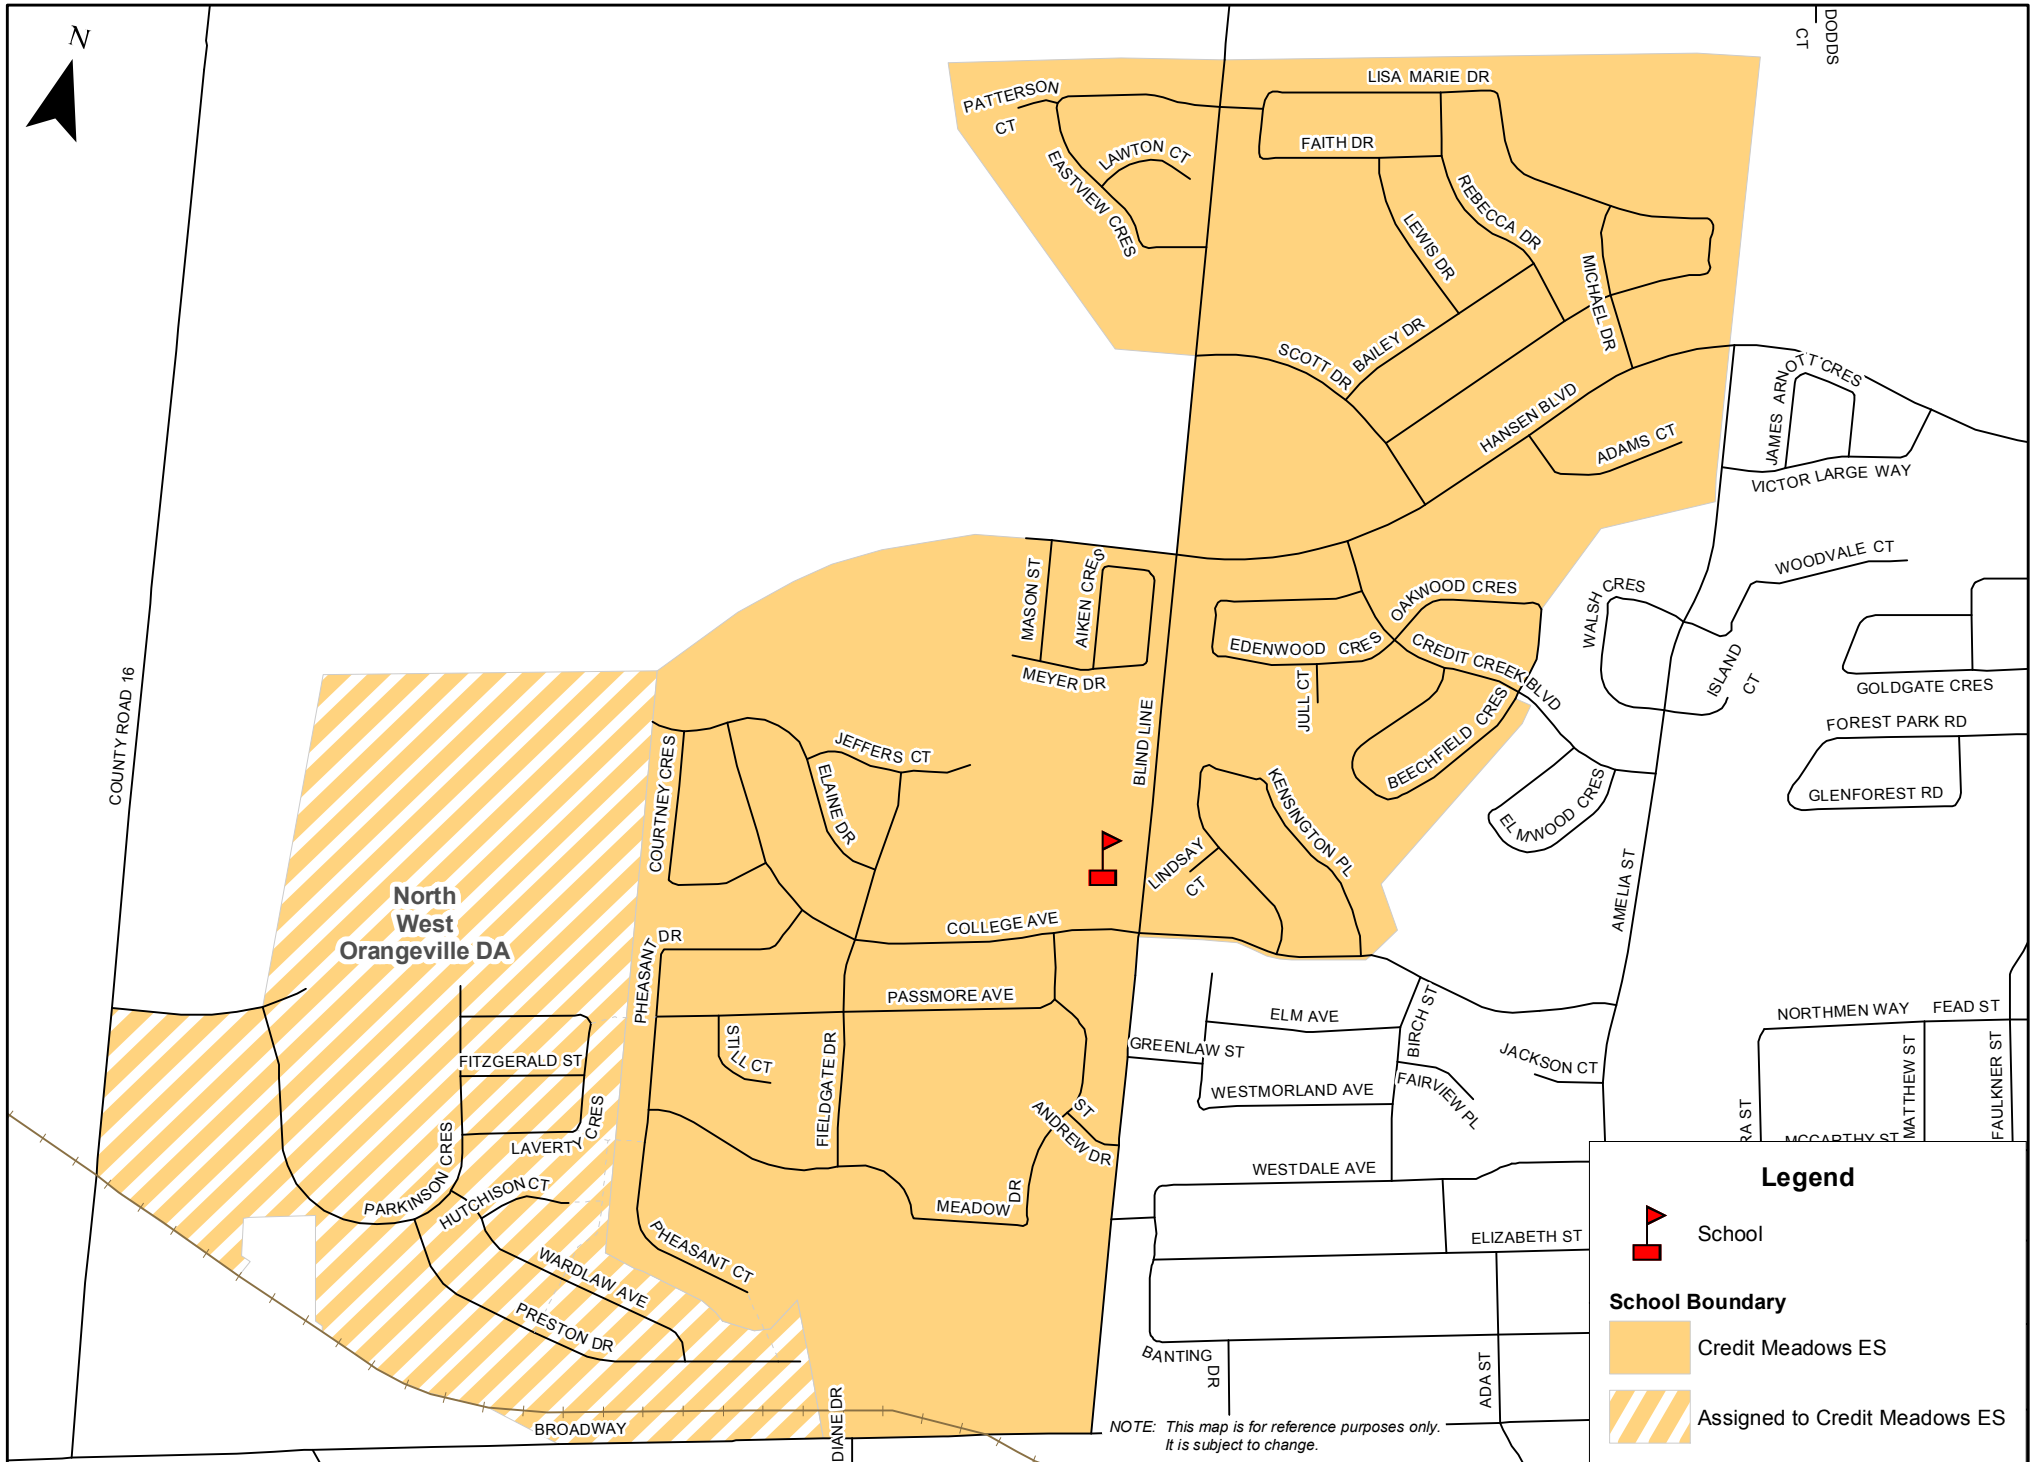 N
DODDS
CT
LISA MARIE DR
PATTERSON
CT
FAITH DR
LAWTON CT
EASTVIEW CRES
REBECCA DR
LEWIS DR
MICHAEL DR
SCOTT DR
BAILEY DR
JAMES ARNOTT CRES
HANSEN BLVD
ADAMS CT
VICTOR LARGE WAY
WOODVALE CT
MASON ST
AIKEN CRES
OAKWOOD CRES
WALSH CRES
EDENWOOD CRES
CREDIT CREEK BLVD
MEYER DR
JULL CT
ISLAND
CT
GOLDGATE CRES
COUNTY ROAD 16
BLIND LINE
BEECHFIELD CRES
FOREST PARK RD
JEFFERS CT
COURTNEY CRES
ELAINE DR
KENSINGTON PL
ELMWOOD CRES
GLENFOREST RD
LINDSAY
CT
AMELIA ST
North
West
Orangeville DA
COLLEGE AVE
PHEASANT DR
PASSMORE AVE
ELM AVE
BIRCH ST
NORTHMEN WAY
FEAD ST
STILL CT
FIELDGATE DR
GREENLAW ST
JACKSON CT
MATTHEW ST
FAULKNER ST
FITZGERALD ST
WESTMORLAND AVE
FAIRVIEW PL
LAVERTY CRES
ST
ANDREW DR
RA ST
MCCARTHY ST
PARKINSON CRES
HUTCHISON CT
WESTDALE AVE
MEADOW
DR
ELIZABETH ST
PHEASANT CT
WARDLAW AVE
PRESTON DR
BANTING
DR
ADA ST
BROADWAY
DIANE DR
NOTE: This map is for reference purposes only.
It is subject to change.
Legend
School
School Boundary
Credit Meadows ES
Assigned to Credit Meadows ES